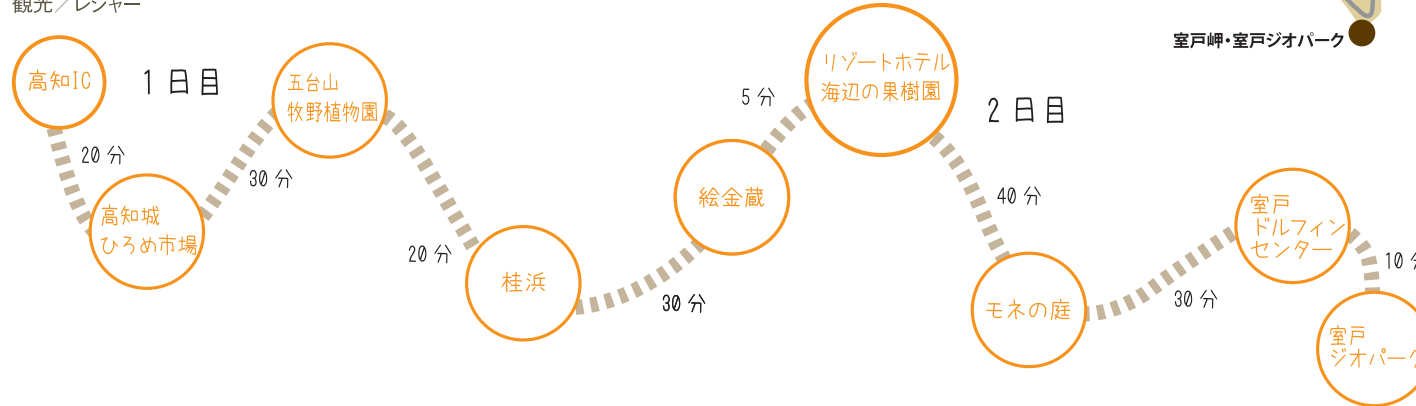 観光／レジャー
室戸岬・室戸ジオパーク
高知IC
1日目
20分
高知城
ひろめ市場
30分
五台山
牧野植物園
20分
桂浜
30分
絵金蔵
5分
リゾートホテル
海辺の果樹園
2日目
40分
モネの庭
30分
室戸
ドルフィン
センター
10分
室戸
ジオパーク